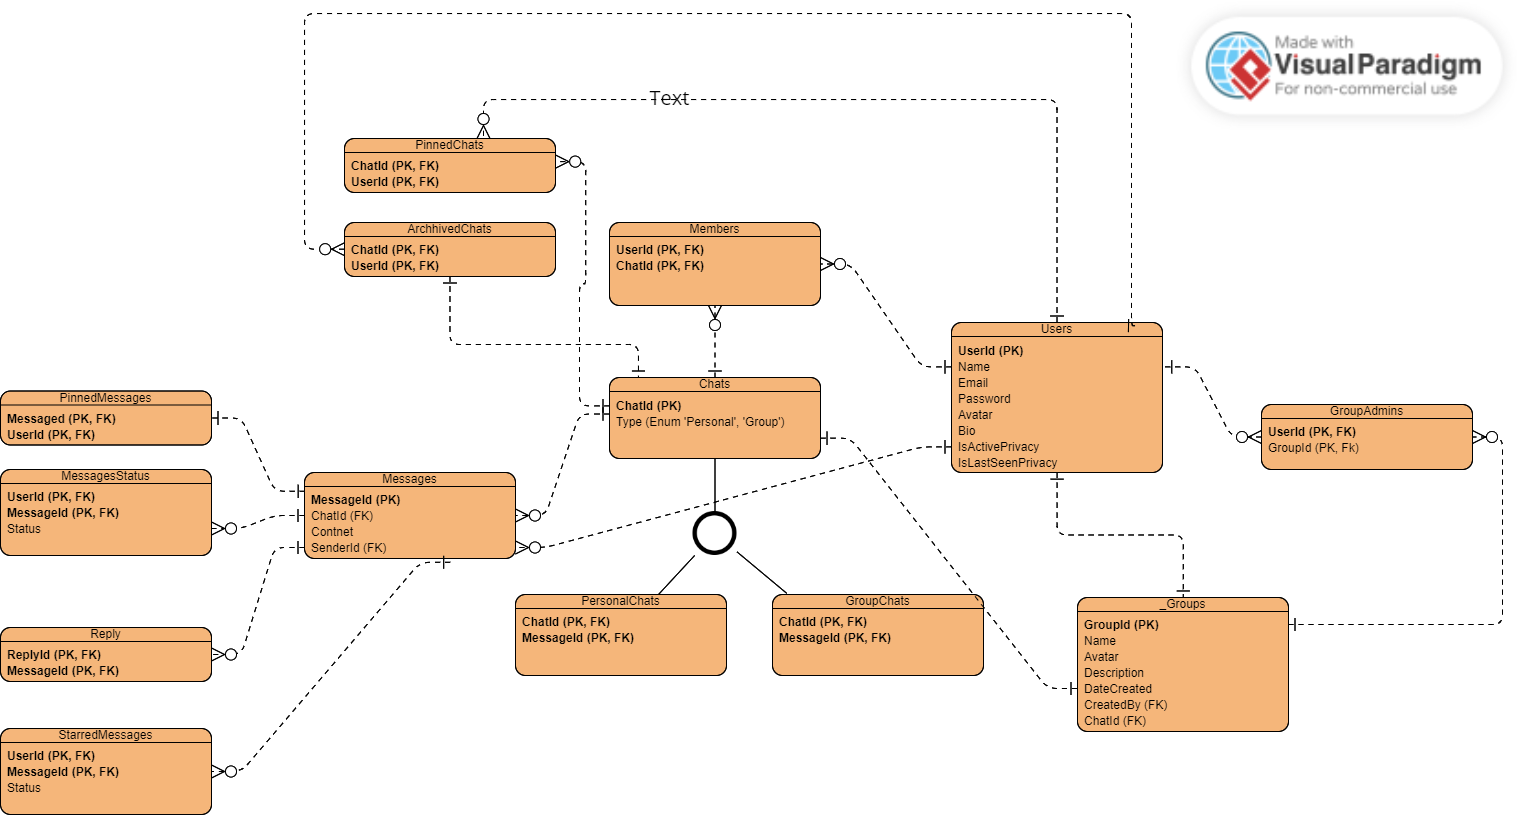 Made with
VisualParadigm
For non-commercial use
Text
PinnedChats
ChatId (PK, FK)
UserId (PK, FK)
ArchhivedChats
ChatId (PK, FK)
UserId (PK, FK)
Members
UserId (PK, FK)
ChatId (PK, FK)
Users
UserId (PK)
Name
Email
Password
Avatar
Bio
IsActivePrivacy
IsLastSeenPrivacy
Chats
ChatId (PK)
Type (Enum 'Personal', 'Group')
PinnedMessages
Messaged (PK, FK)
UserId (PK, FK)
GroupAdmins
UserId (PK, FK)
GroupId (PK, Fk)
MessagesStatus
UserId (PK, FK)
MessageId (PK, FK)
Status
Messages
MessageId (PK)
ChatId (FK)
Contnet
SenderId (FK)
PersonalChats
ChatId (PK, FK)
MessageId (PK, FK)
GroupChats
ChatId (PK, FK)
MessageId (PK, FK)
_Groups
GroupId (PK)
Name
Avatar
Description
DateCreated
CreatedBy (FK)
ChatId (FK)
Reply
ReplyId (PK, FK)
MessageId (PK, FK)
StarredMessages
UserId (PK, FK)
MessageId (PK, FK)
Status